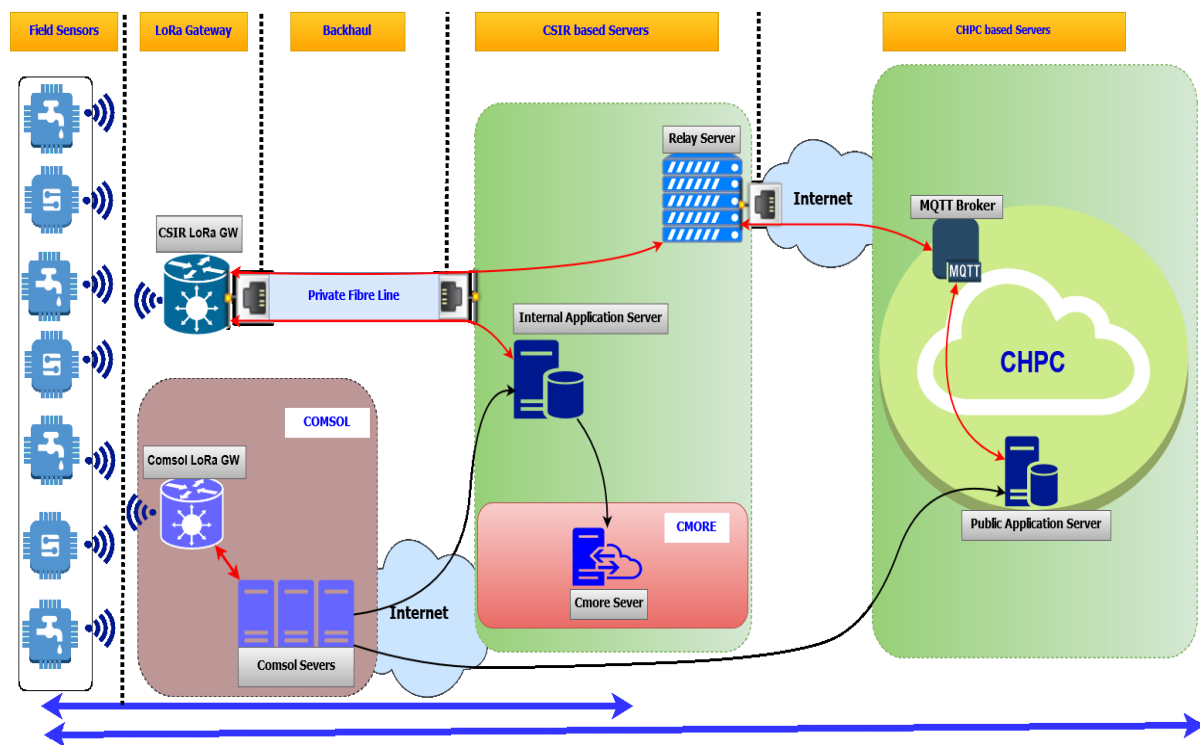 Field Sensors
LoRa Gateway
Backhaul
CSIR based Servers
CHPC based Servers
Relay Server
Internet
MQTT Broker
MQTT
CSIR LoRa GW
Private Fibre Line
Internal Application Server
CHPC
COMSOL
Comsol LoRa GW
Public Application Server
CMORE
Cmore Sever
Internet
Comsol Severs